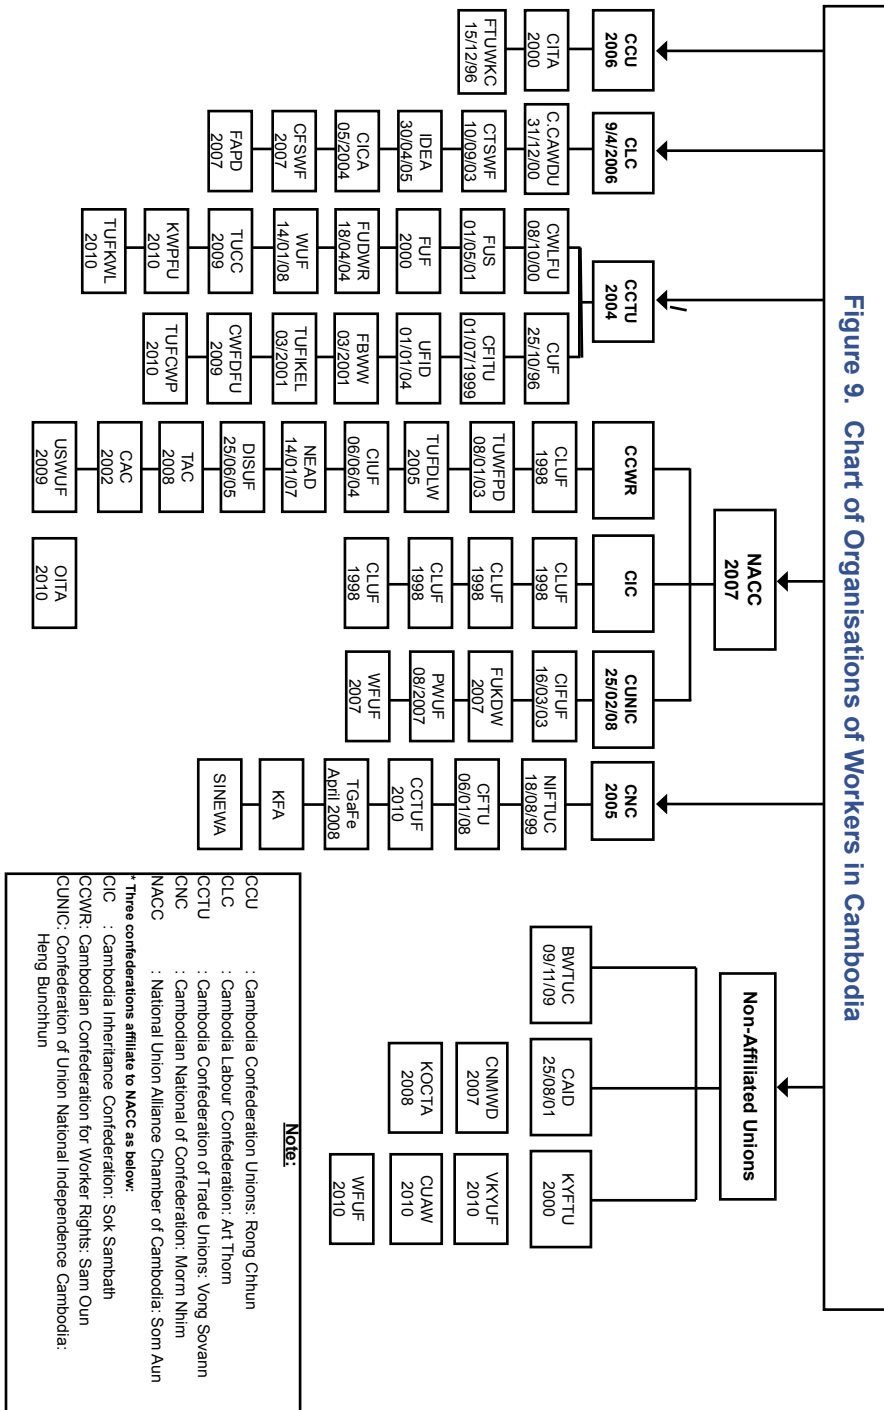 Figure 9. Chart of Organisations of Workers in Cambodia
CCU
2006
CITA
2000
FTUWKC
15/12/96
CLC
9/4/2006
C.CAWDU
31/12/00
CTSWF
10/09/03
IDEA
30/04/05
CICA
05/2004
CFSWF
2007
FAPD
2007
CCTU
2004
CWLFU
08/10/00
FUS
01/05/01
FUF
2000
FUDWR
18/04/04
WUF
14/01/08
TUCC
2009
KWPFU
2010
TUFKWL
2010
CUF
25/10/96
CFITU
01/07/1999
UFID
01/01/04
FBWW
03/2001
TUFIKEL
03/2001
CWFDFU
2009
TUFCWP
2010
NACC
2007
CCWR
CLUF
1998
TUWFPD
08/01/03
TUFDLW
2005
CIUF
06/06/04
NEAD
14/01/07
DISUF
25/06/05
TAC
2008
CAC
2002
USWUF
2009
CIC
CLUF
1998
CLUF
1998
CLUF
1998
CLUF
1998
OITA
2010
CUNIC
25/02/08
CIFUF
16/03/03
FUKDW
2007
PWUF
08/2007
WFUF
2007
CNC
2005
NIFTUC
18/08/99
CFTU
06/01/08
CCTUF
2010
TGaFe
April 2008
KFA
SINEWA
Non-Affiliated Unions
BWTUC
09/11/09
CAID
25/08/01
CNMWD
2007
KOCTA
2008
KYFTU
2000
VKYUF
2010
CUAW
2010
WFUF
2010
Note:
CCU : Cambodia Confederation Unions: Rong Chhun
CLC : Cambodia Labour Confederation: Art Thorn
CCTU : Cambodia Confederation of Trade Unions: Vong Sovann
CNC : Cambodian National of Confederation: Morm Nhim
NACC : National Union Alliance Chamber of Cambodia: Som Aun
* Three confederations affiliate to NACC as below:
CIC : Cambodia Inheritance Confederation: Sok Sambath
CCWR: Cambodian Confederation for Worker Rights: Sam Oun
CUNIC: Confederation of Union National Independence Cambodia:
Heng Bunchhun